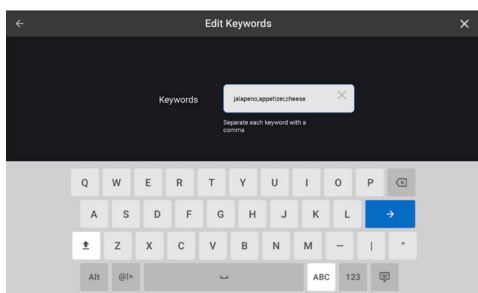 Edit Keywords
Keywords
jalapeno,appetizer,cheese
Separate each keyword with a
comma
Q W E R T Y U I O P
A S D F G H J K L
Z X C V B N M – | "
Alt @|> ABC 123